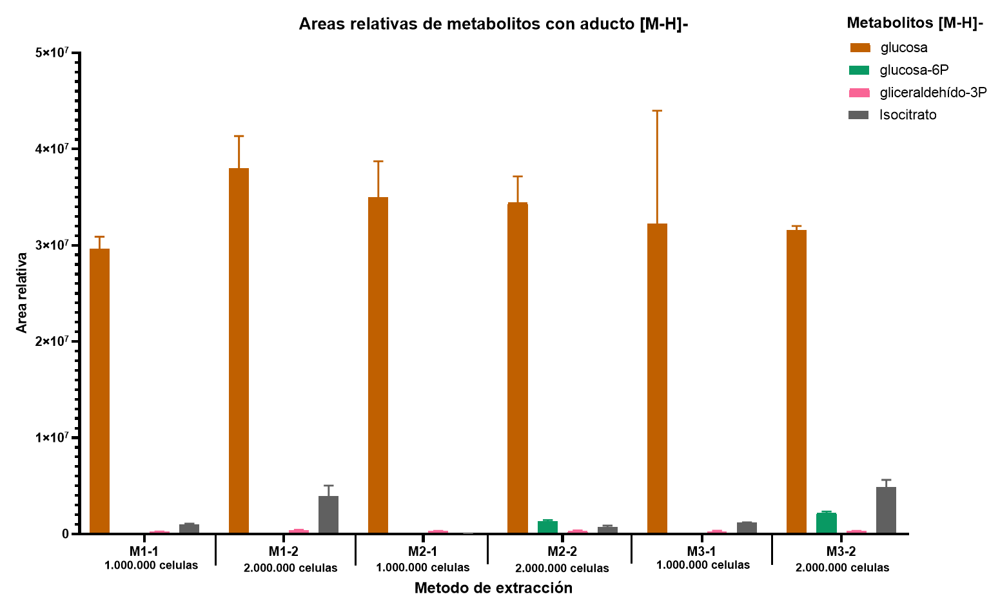 Areas relativas de metabolitos con aducto [M-H]-
Metabolitos [M-H]-
glucosa
glucosa-6P
gliceraldehído-3P
Isocitrato
Area relativa
5×10⁷
4×10⁷
3×10⁷
2×10⁷
1×10⁷
0
M1-1 M1-2 M2-1 M2-2 M3-1 M3-2
1.000.000 celulas 2.000.000 celulas 1.000.000 celulas 2.000.000 celulas 1.000.000 celulas 2.000.000 celulas
Metodo de extracción